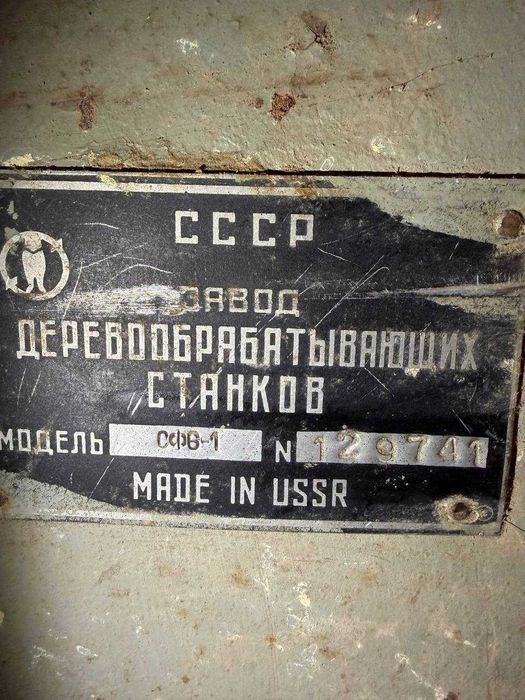 СССР
ЗАВОД
ДЕРЕВООБРАБАТЫВАЮЩИХ
СТАНКОВ
МОДЕЛЬ СФ6-1 N 129741
MADE IN USSR